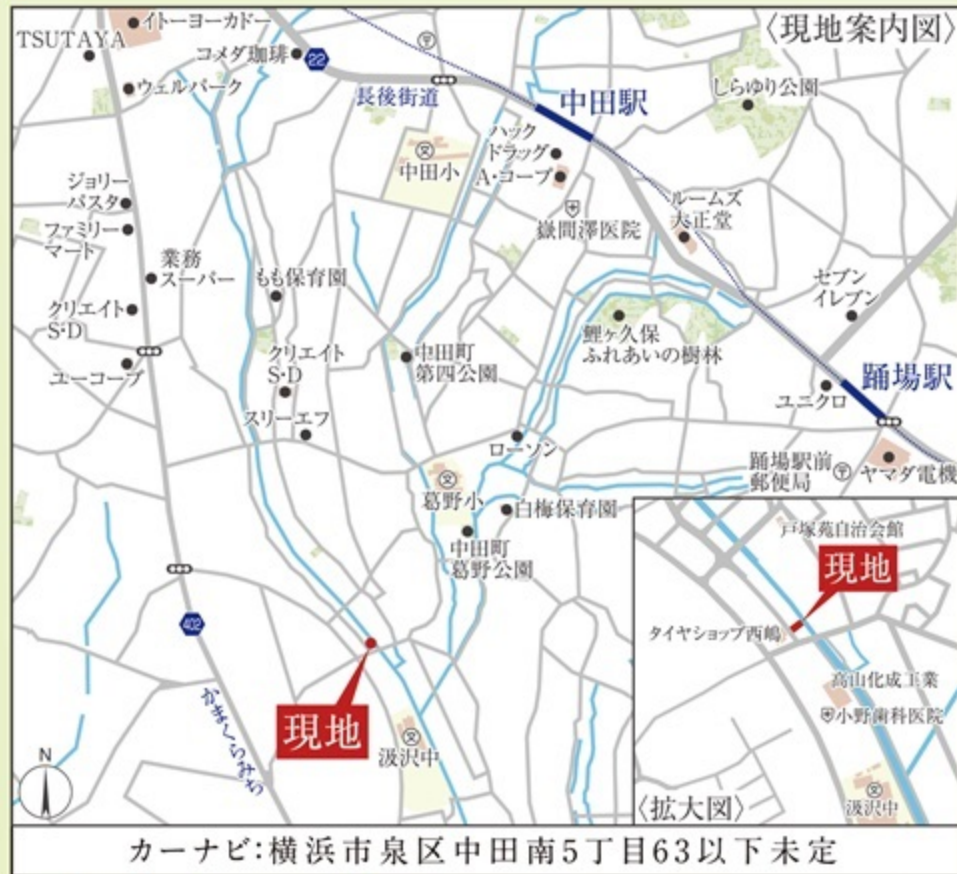 〈現地案内図〉
イトーヨーカドー
TSUTAYA
コメダ珈琲
22
ウェルパーク
長後街道
中田駅
しらゆり公園
中田小
ハック
ドラッグ
A・コープ
嶽間澤医院
ルームズ
大正堂
ジョリー
パスタ
ファミリー
マート
業務
スーパー
もも保育園
クリエイト
S・D
セブン
イレブン
鯉ヶ久保
ふれあいの樹林
中田町
第四公園
クリエイト
S・D
ユーコープ
スリーエフ
踊場駅
ユニクロ
ローソン
踊場駅前
郵便局
ヤマダ電機
葛野小
白梅保育園
中田町
葛野公園
402
かまくらみち
現地
汲沢中
N
戸塚苑自治会館
現地
タイヤショップ西嶋
高山化成工業
小野歯科医院
汲沢中
〈拡大図〉
カーナビ:横浜市泉区中田南5丁目63以下未定